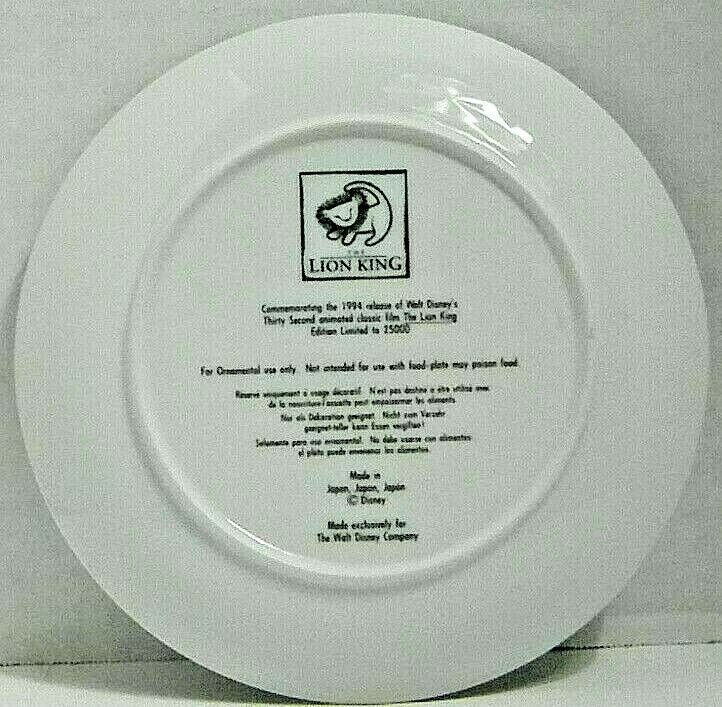 THE
LION KING
Commemorating the 1994 release of Walt Disney's
Thirty Second animated classic film The Lion King
Edition Limited to 25000
For Ornamental use only. Not intended for use with food-plate may poison food.
Reserve uniquement a usage décoratif. N'est pas destine a être utilise avec
de la nourriture-l'assiette peut empoisonner les aliments.
Nur als Dekoration geeignet. Nicht zum Verzehr
geeignet-teller kann Essen vergiften!
Solamente para uso ornamental. No debe usarse con alimentos
el plato puede envenenar los alimentos.
Made in
Japan, Japan, Japón
© Disney
Made exclusively for
The Walt Disney Company